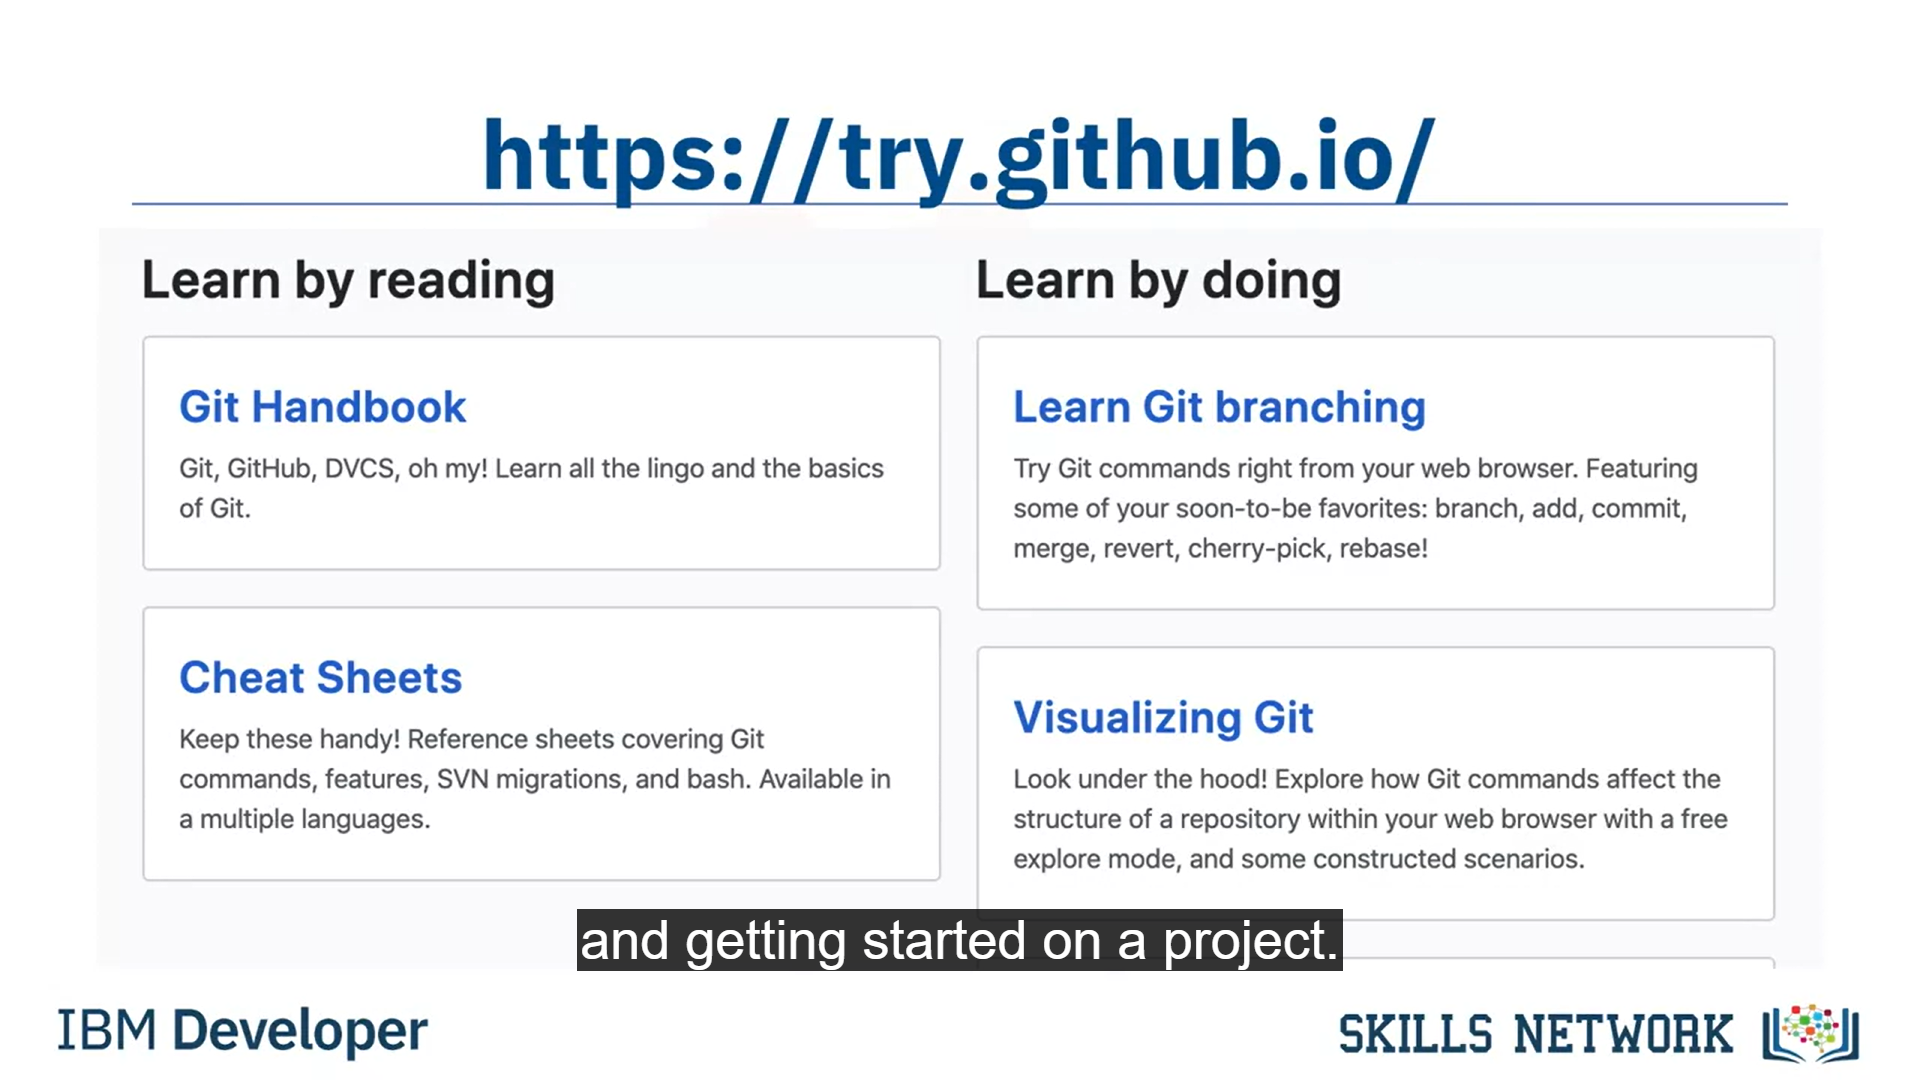 https://try.github.io/
Learn by reading
Git Handbook
Git, GitHub, DVCS, oh my! Learn all the lingo and the basics
of Git.
Cheat Sheets
Keep these handy! Reference sheets covering Git
commands, features, SVN migrations, and bash. Available in
a multiple languages.
Learn by doing
Learn Git branching
Try Git commands right from your web browser. Featuring
some of your soon-to-be favorites: branch, add, commit,
merge, revert, cherry-pick, rebase!
Visualizing Git
Look under the hood! Explore how Git commands affect the
structure of a repository within your web browser with a free
explore mode, and some constructed scenarios.
and getting started on a project.
IBM Developer
SKILLS NETWORK